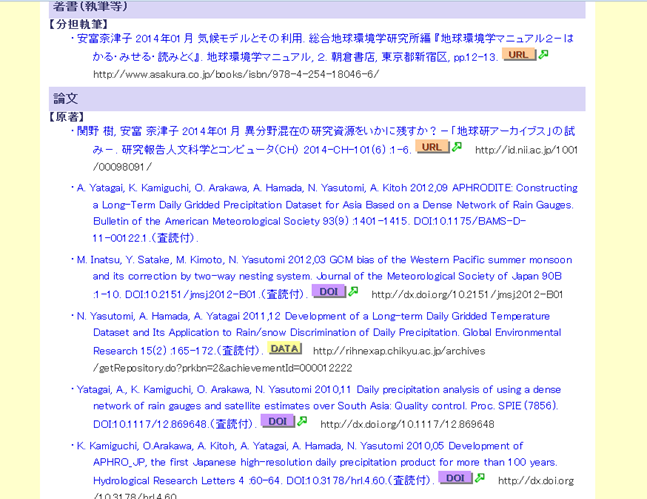 著書(執筆等)
【分担執筆】
・安富奈津子 2014年01月 気候モデルとその利用. 総合地球環境学研究所編 『地球環境学マニュアル2－は
かる・みせる・読みとく』. 地球環境学マニュアル, 2. 朝倉書店, 東京都新宿区, pp.12-13. URL
http://www.asakura.co.jp/books/isbn/978-4-254-18046-6/
論文
【原著】
・関野 樹, 安富 奈津子 2014年01月 異分野混在の研究資源をいかに残すか？－「地球研アーカイブス」の試
み－. 研究報告人文科学とコンピュータ(CH) 2014-CH-101(6) :1-6. URL http://id.nii.ac.jp/1001
/00098091/
・A. Yatagai, K. Kamiguchi, O. Arakawa, A. Hamada, N. Yasutomi, A. Kitoh 2012,09 APHRODITE: Constructing
a Long-Term Daily Gridded Precipitation Dataset for Asia Based on a Dense Network of Rain Gauges.
Bulletin of the American Meteorological Society 93(9) :1401-1415. DOI:10.1175/BAMS-D-
11-00122.1.(査読付).
・M. Inatsu, Y. Satake, M. Kimoto, N. Yasutomi 2012,03 GCM bias of the Western Pacific summer monsoon
and its correction by two-way nesting system. Journal of the Meteorological Society of Japan 90B
:1-10. DOI:10.2151/jmsj.2012-B01.(査読付). DOI http://dx.doi.org/10.2151/jmsj.2012-B01
・N. Yasutomi, A. Hamada, A. Yatagai 2011,12 Development of a Long-term Daily Gridded Temperature
Dataset and Its Application to Rain/snow Discrimination of Daily Precipitation. Global Environmental
Research 15(2) :165-172.(査読付). DATA http://rihnexap.chikyu.ac.jp/archives
/getRepository.do?prkbn=2&achievementId=000012222
・Yatagai, A., K. Kamiguchi, O. Arakawa, N. Yasutomi 2010,11 Daily precipitation analysis of using a dense
network of rain gauges and satellite estimates over South Asia: Quality control. Proc. SPIE (7856).
DOI:10.1117/12.869648.(査読付). DOI http://dx.doi.org/10.1117/12.869648
・K. Kamiguchi, O.Arakawa, A. Kitoh, A. Yatagai, A. Hamada, N. Yasutomi 2010,05 Development of
APHRO_JP, the first Japanese high-resolution daily precipitation product for more than 100 years.
Hydrological Research Letters 4 :60-64. DOI:10.3178/hrl.4.60.(査読付). DOI http://dx.doi.org
/10.3178/hrl.4.60